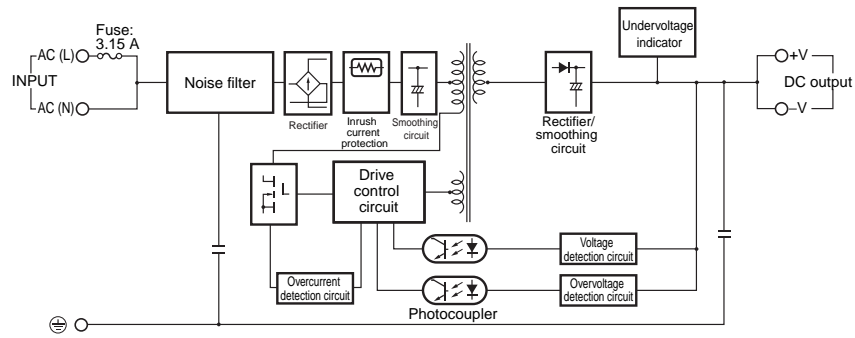 Fuse:
3.15 A
AC (L)
INPUT
AC (N)
Noise filter
Rectifier
Inrush
current
protection
Smoothing
circuit
Undervoltage
indicator
Rectifier/
smoothing
circuit
+V
DC output
–V
Drive
control
circuit
Overcurrent
detection circuit
Voltage
detection circuit
Overvoltage
detection circuit
Photocoupler